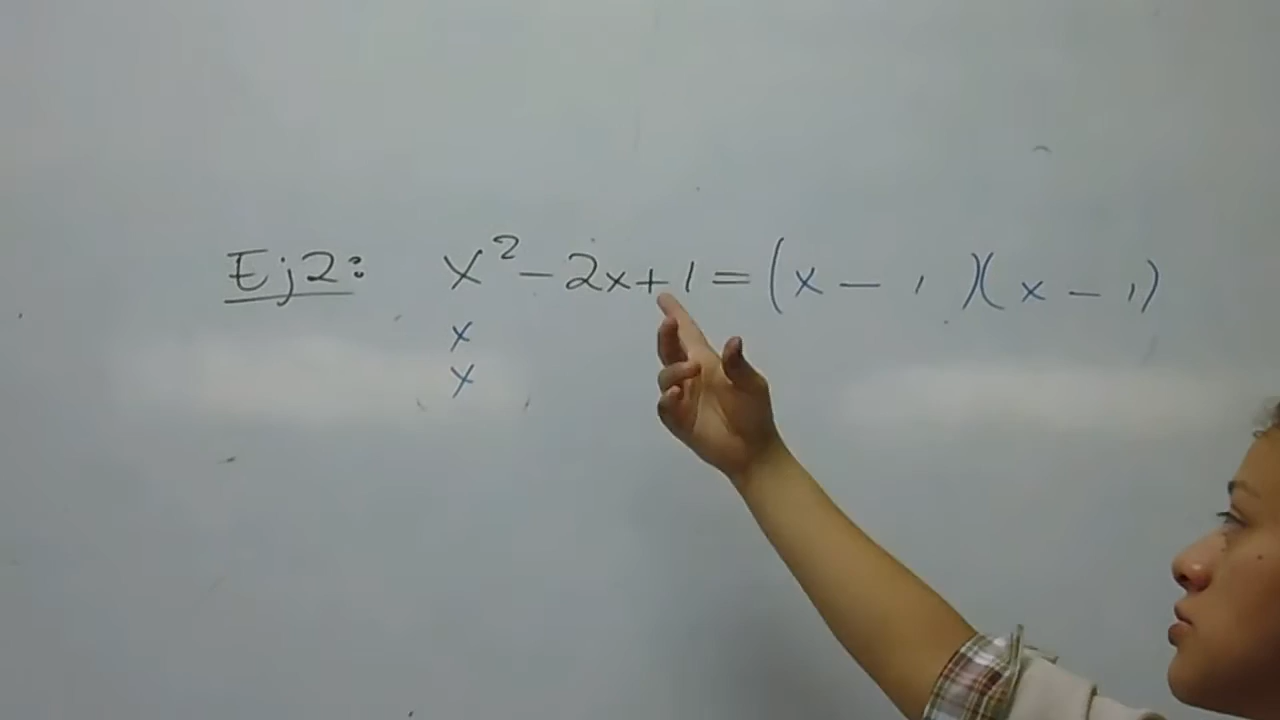 Ej2: x² - 2x + 1 = (x - 1)(x - 1)
x
x